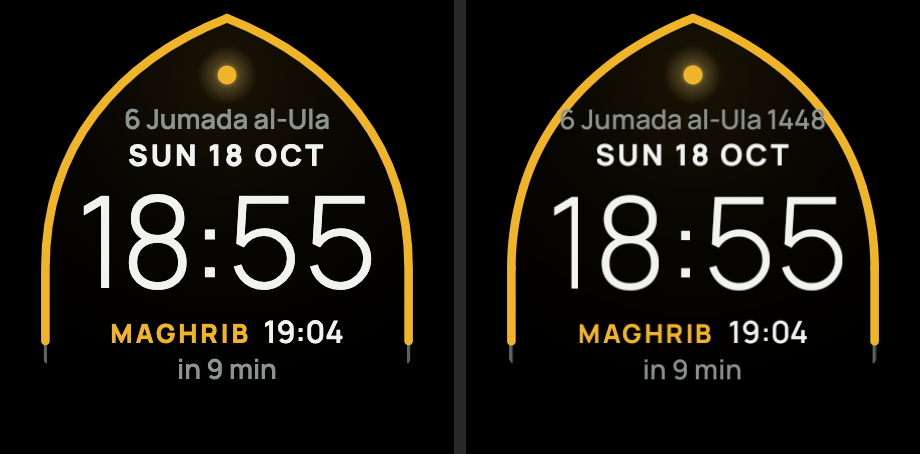 6 Jumada al-Ula
SUN 18 OCT
18:55
MAGHRIB 19:04
in 9 min
6 Jumada al-Ula 1448
SUN 18 OCT
18:55
MAGHRIB 19:04
in 9 min